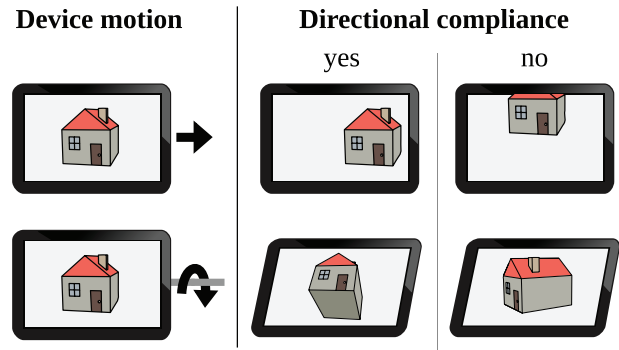 Device motion
Directional compliance
yes
no